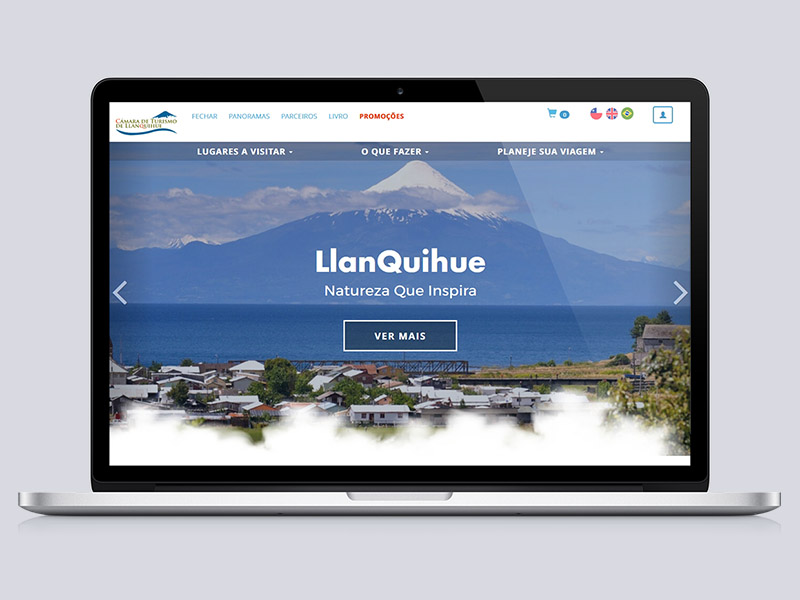 CÁMARA DE TURISMO
DE LLANQUIHUE
FECHAR PANORAMAS PARCEIROS LIVRO PROMOÇÕES
0
LUGARES A VISITAR O QUE FAZER PLANEJE SUA VIAGEM
LlanQuihue
Natureza Que Inspira
VER MAIS